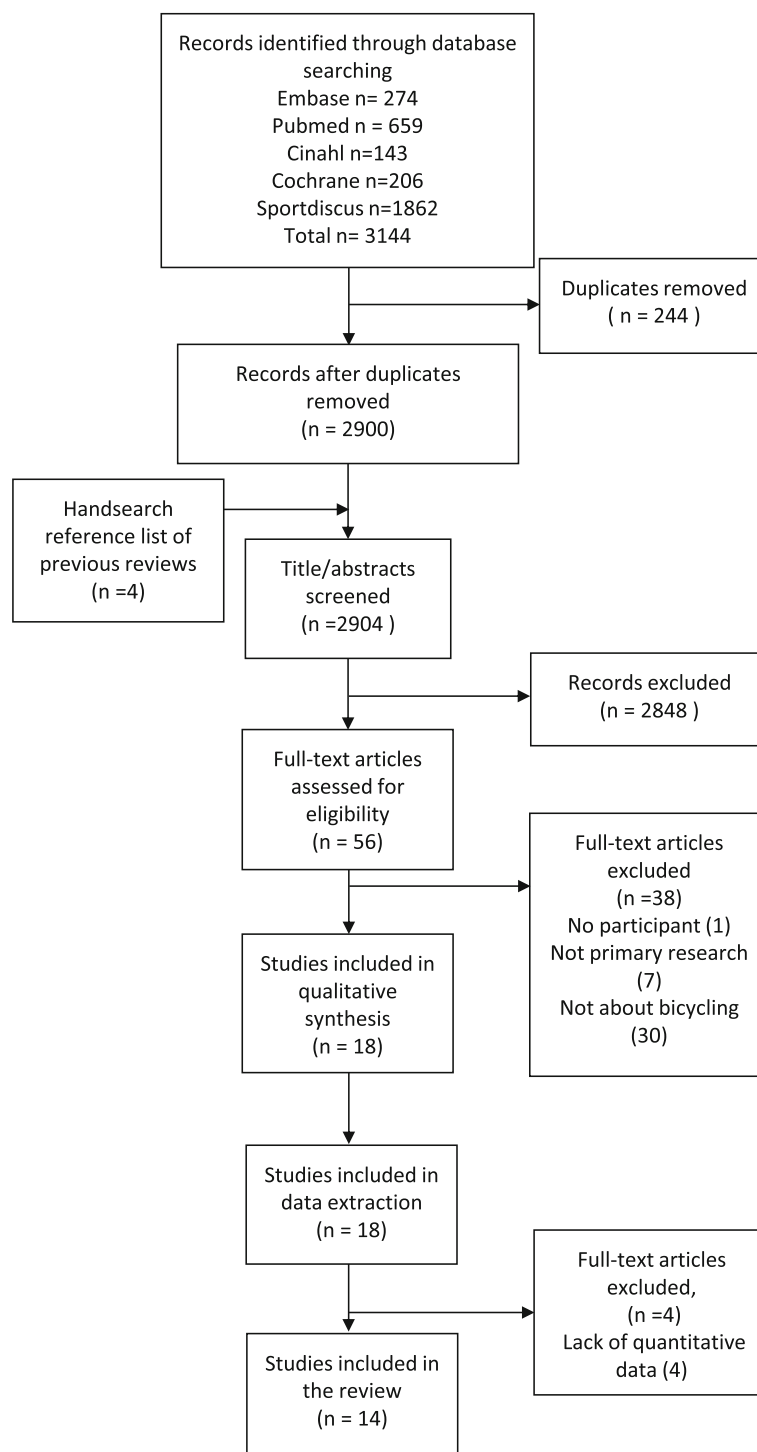 Records identified through database
searching
Embase n= 274
Pubmed n = 659
Cinahl n=143
Cochrane n=206
Sportdiscus n=1862
Total n= 3144
Duplicates removed
( n = 244 )
Records after duplicates
removed
(n = 2900)
Handsearch
reference list of
previous reviews
(n =4)
Title/abstracts
screened
(n =2904 )
Records excluded
(n = 2848 )
Full-text articles
assessed for
eligibility
(n = 56)
Full-text articles
excluded
(n =38)
No participant (1)
Not primary research
(7)
Not about bicycling
(30)
Studies included in
qualitative
synthesis
(n = 18)
Studies included in
data extraction
(n = 18)
Full-text articles
excluded,
(n =4)
Lack of quantitative
data (4)
Studies included in
the review
(n = 14)